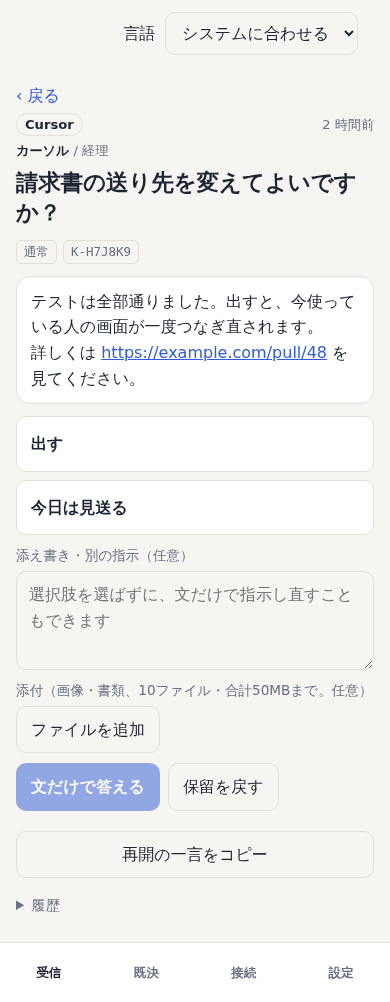 言語 システムに合わせる
‹ 戻る
Cursor 2 時間前
カーソル / 経理
請求書の送り先を変えてよいです
か？
通常 K-H7J8K9
テストは全部通りました。出すと、今使って
いる人の画面が一度つなぎ直されます。
詳しくは https://example.com/pull/48 を
見てください。
出す
今日は見送る
添え書き・別の指示（任意）
選択肢を選ばずに、文だけで指示し直すこと
もできます
添付（画像・書類、10ファイル・合計50MBまで。任意）
ファイルを追加
文だけで答える 保留を戻す
再開の一言をコピー
▶ 履歴
受信 既決 接続 設定